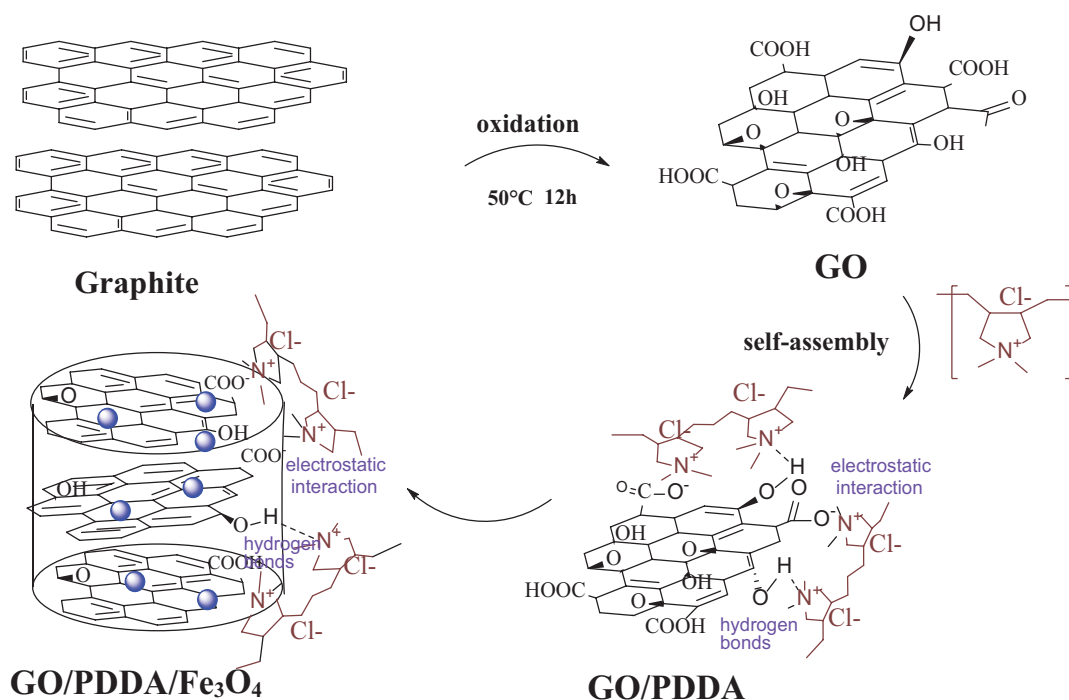 OH
COOH
COOH
O
OH
O
O
OH
OH
HOOC
O
COOH
oxidation
50°C 12h
Graphite
GO
self-assembly
Cl-
N+
Cl-
N+
COO-
O
Cl-
N+
OH
COO-
electrostatic
interaction
OH
O
H
hydrogen
bonds
N+
Cl-
COOH
O
N+
Cl-
GO/PDDA/Fe3O4
Cl-
N+
Cl-
N+
H
electrostatic
interaction
O
C
O-
O
O
O-
N+
Cl-
OH
O
H
OH
O
HOOC
O
N+
Cl-
COOH
hydrogen
bonds
GO/PDDA